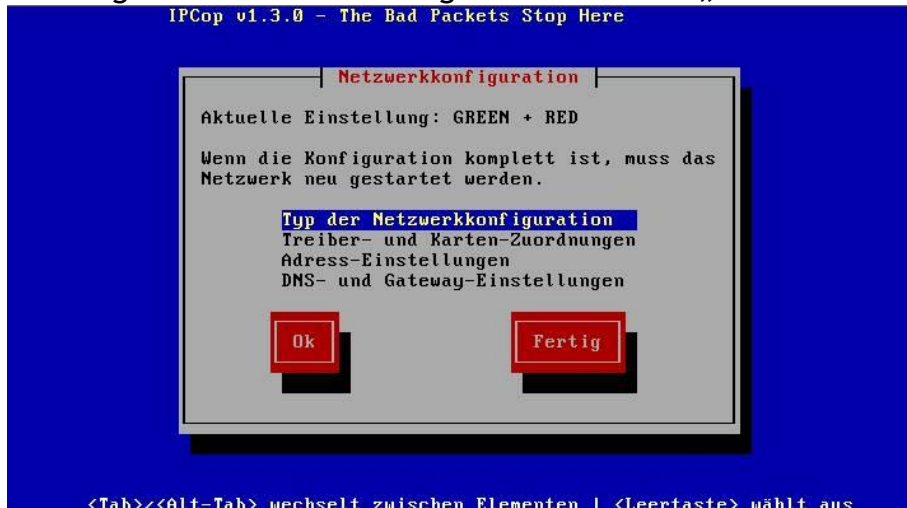 IPCop v1.3.0 - The Bad Packets Stop Here
Netzwerkkonfiguration
Aktuelle Einstellung: GREEN + RED
Wenn die Konfiguration komplett ist, muss das
Netzwerk neu gestartet werden.
Typ der Netzwerkkonfiguration
Treiber- und Karten-Zuordnungen
Adress-Einstellungen
DNS- und Gateway-Einstellungen
Ok Fertig
<Tab>/<Alt-Tab> wechselt zwischen Elementen | <Leertaste> wählt aus